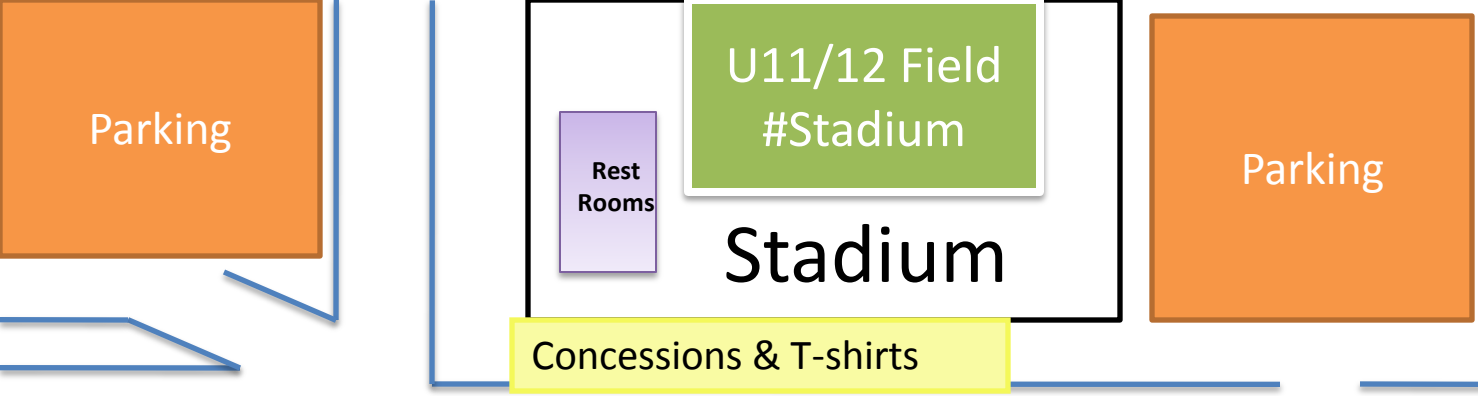 Parking
U11/12 Field
#Stadium
Rest
Rooms
Parking
Stadium
Concessions & T-shirts